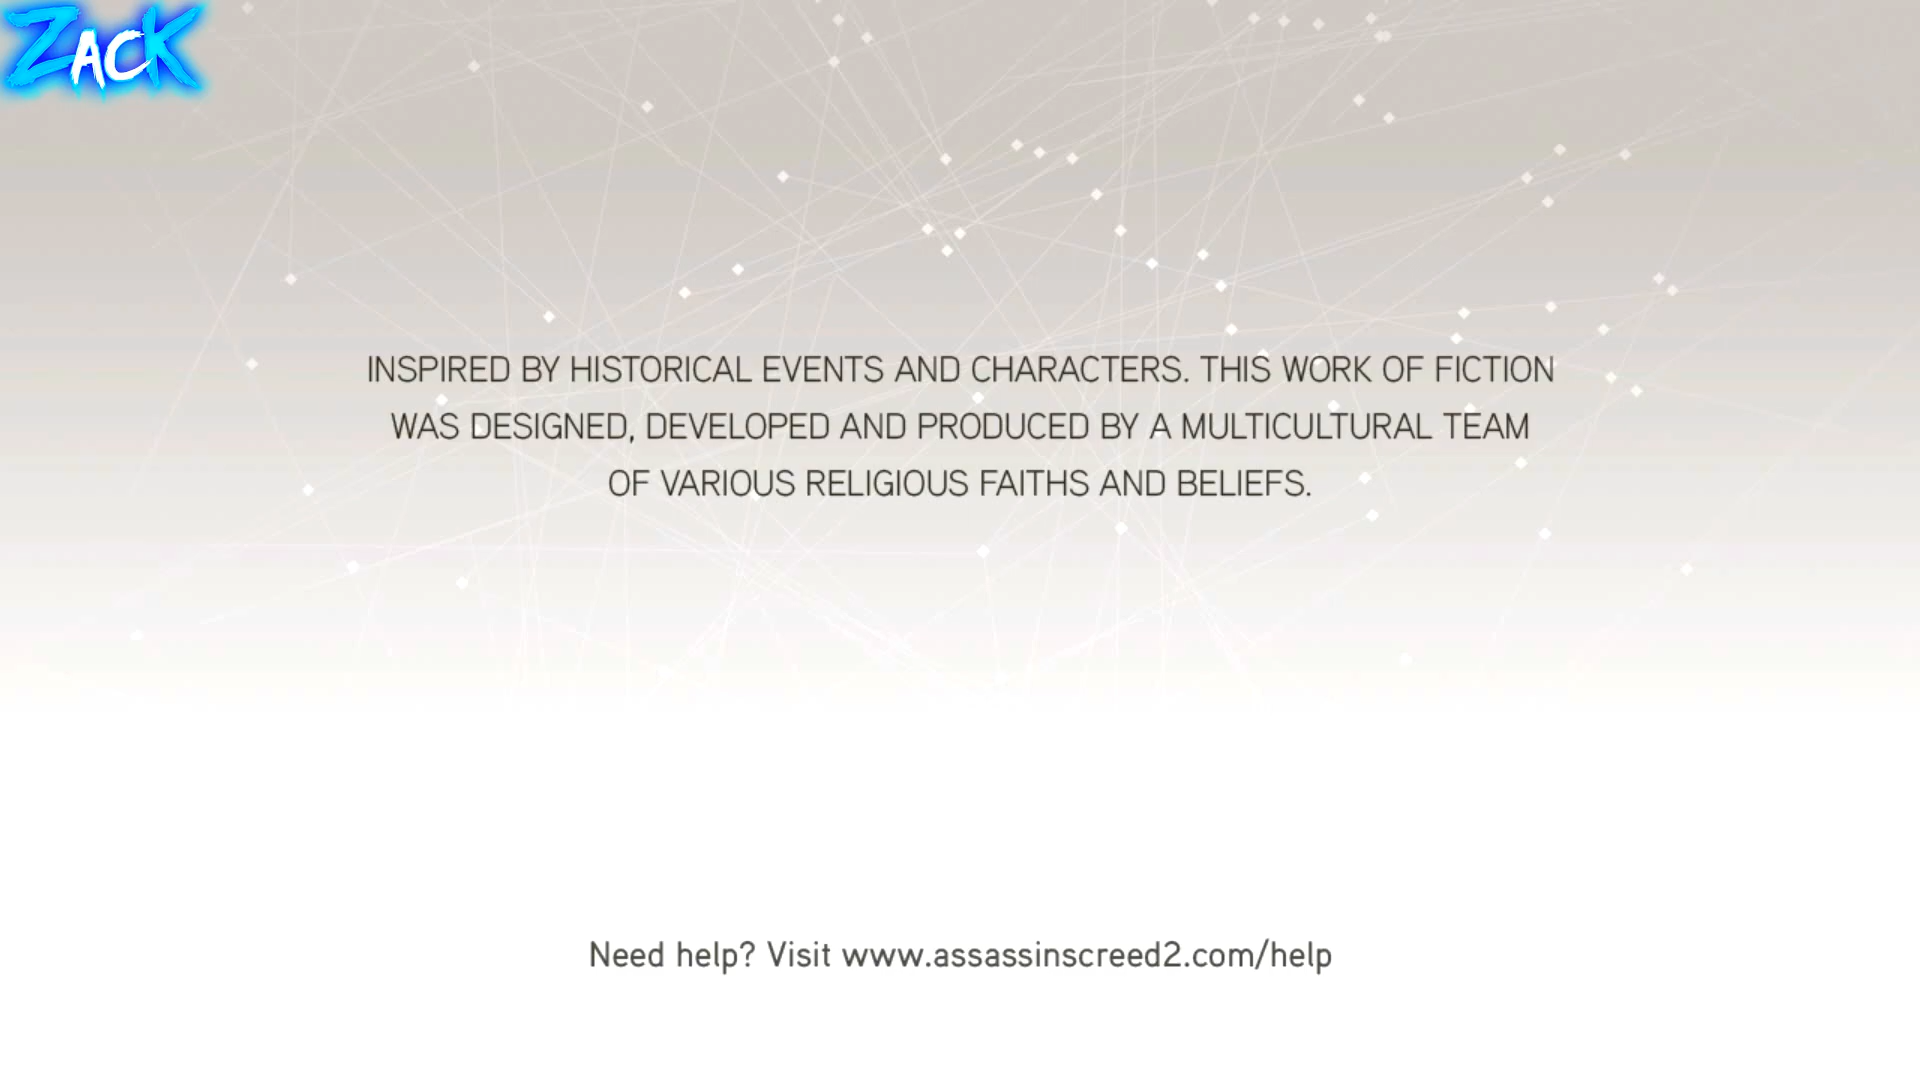 ZACK
INSPIRED BY HISTORICAL EVENTS AND CHARACTERS. THIS WORK OF FICTION
WAS DESIGNED, DEVELOPED AND PRODUCED BY A MULTICULTURAL TEAM
OF VARIOUS RELIGIOUS FAITHS AND BELIEFS.
Need help? Visit www.assassinscreed2.com/help